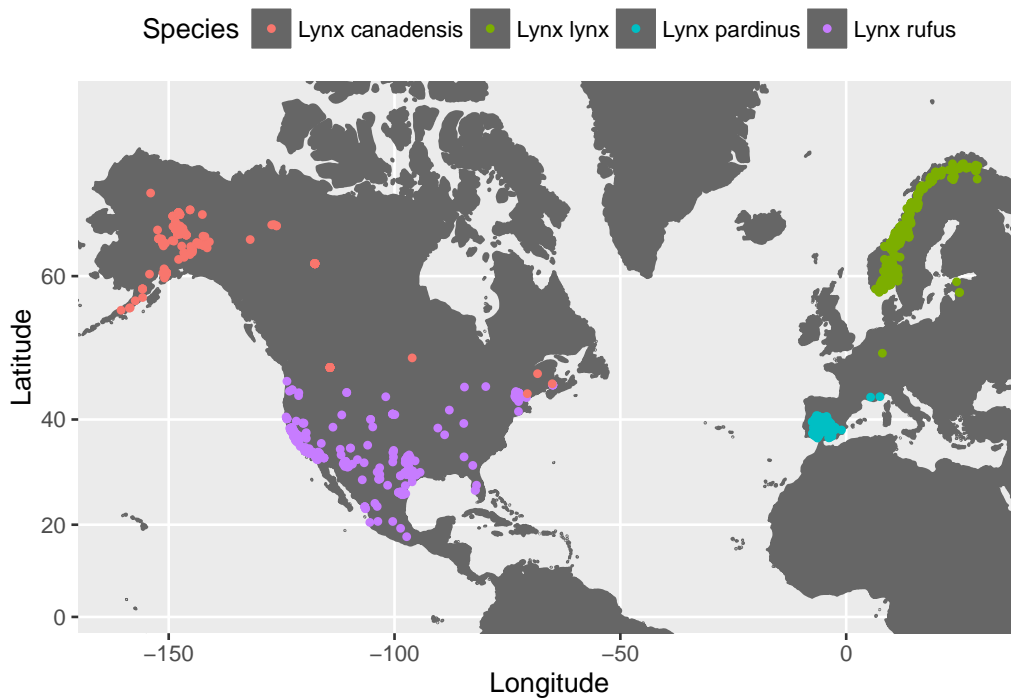 Species Lynx canadensis Lynx lynx Lynx pardinus Lynx rufus
60
40
20
0
Latitude
−150 −100 −50 0
Longitude